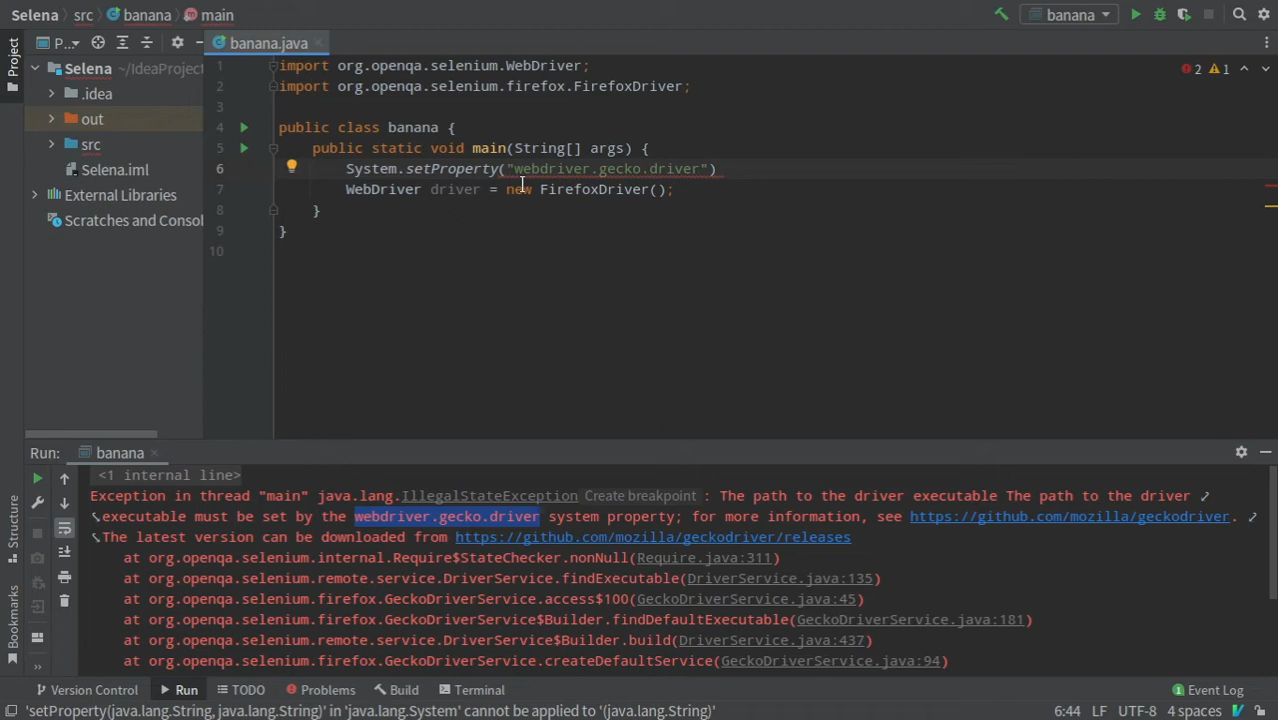 Selena src banana main banana
Project P... banana.java
Selena ~/IdeaProject
.idea
out
src
Selena.iml
External Libraries
Scratches and Consol
1 import org.openqa.selenium.WebDriver; 2 1
2 import org.openqa.selenium.firefox.FirefoxDriver;
3
4 public class banana {
5 public static void main(String[] args) {
6 System.setProperty("webdriver.gecko.driver")
7 WebDriver driver = new FirefoxDriver();
8 }
9 }
10
Run: banana
<1 internal line>
Exception in thread "main" java.lang.IllegalStateException Create breakpoint : The path to the driver executable The path to the driver
executable must be set by the webdriver.gecko.driver system property; for more information, see https://github.com/mozilla/geckodriver.
The latest version can be downloaded from https://github.com/mozilla/geckodriver/releases
at org.openqa.selenium.internal.Require$StateChecker.nonNull(Require.java:311)
at org.openqa.selenium.remote.service.DriverService.findExecutable(DriverService.java:135)
at org.openqa.selenium.firefox.GeckoDriverService.access$100(GeckoDriverService.java:45)
at org.openqa.selenium.firefox.GeckoDriverService$Builder.findDefaultExecutable(GeckoDriverService.java:181)
at org.openqa.selenium.remote.service.DriverService$Builder.build(DriverService.java:437)
at org.openqa.selenium.firefox.GeckoDriverService.createDefaultService(GeckoDriverService.java:94)
Structure
Bookmarks
Version Control Run TODO Problems Build Terminal 1 Event Log
'setProperty(java.lang.String, java.lang.String)' in 'java.lang.System' cannot be applied to '(java.lang.String)' 6:44 LF UTF-8 4 spaces